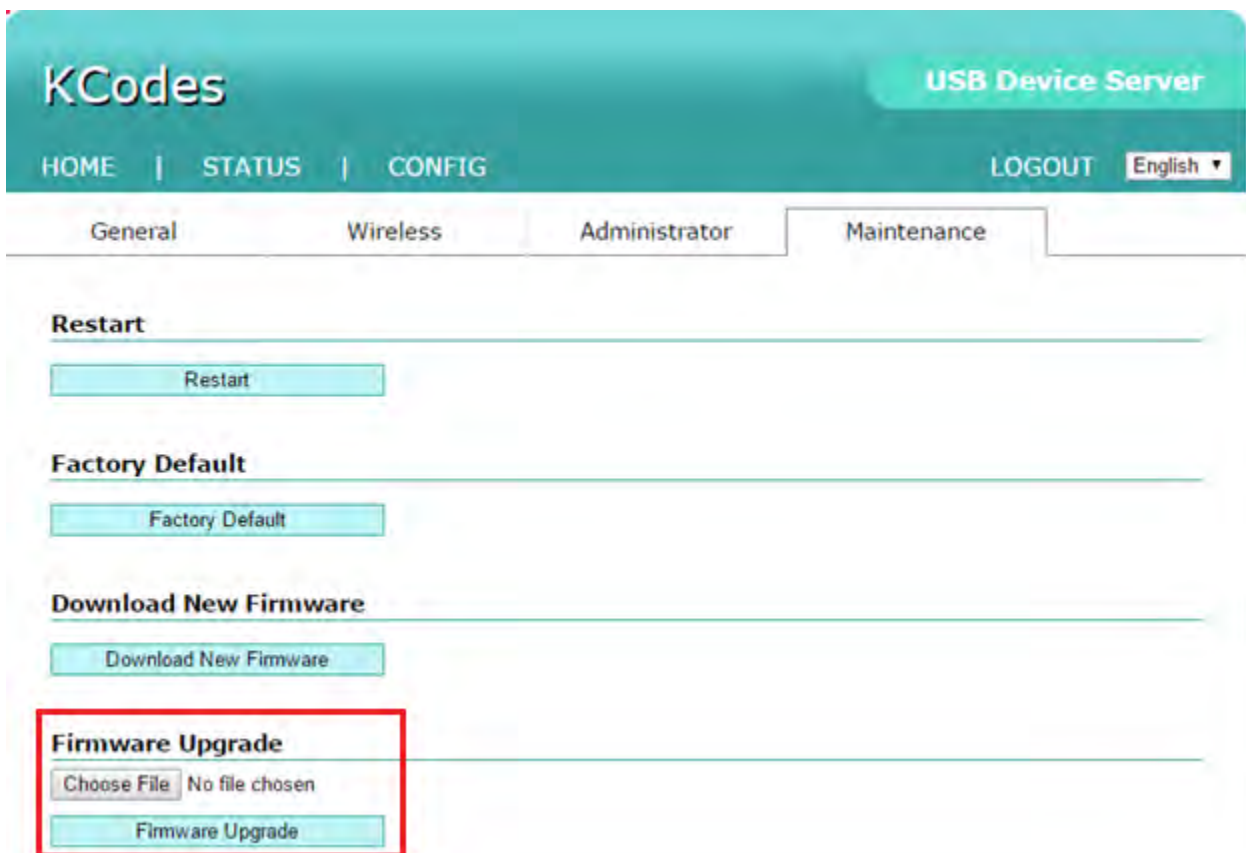 KCodes
USB Device Server
HOME | STATUS | CONFIG
LOGOUT English
General Wireless Administrator Maintenance
Restart
Restart
Factory Default
Factory Default
Download New Firmware
Download New Firmware
Firmware Upgrade
Choose File No file chosen
Firmware Upgrade